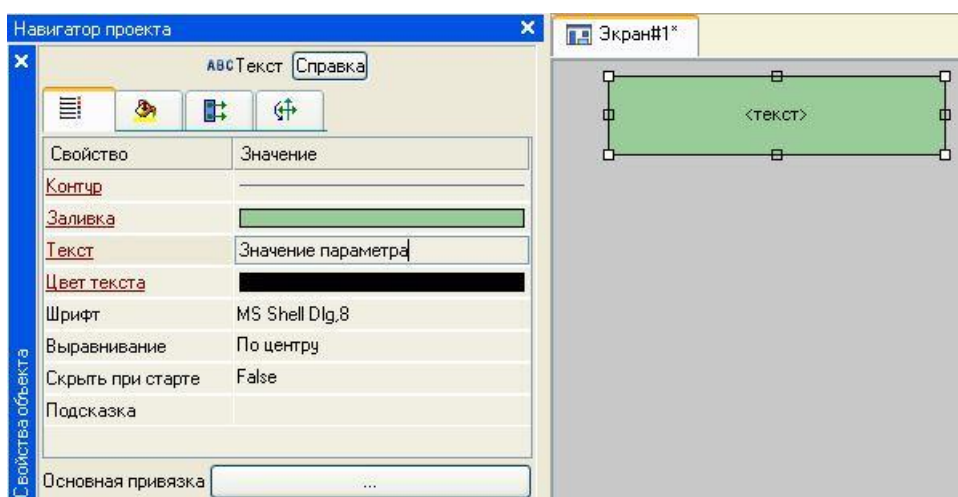 Навигатор проекта
Экран#1*
ABC Текст Справка
<текст>
Свойство Значение
Контур
Заливка
Текст Значение параметра
Цвет текста
Шрифт MS Shell Dlg,8
Выравнивание По центру
Скрыть при старте False
Подсказка
Основная привязка ...
Свойства объекта